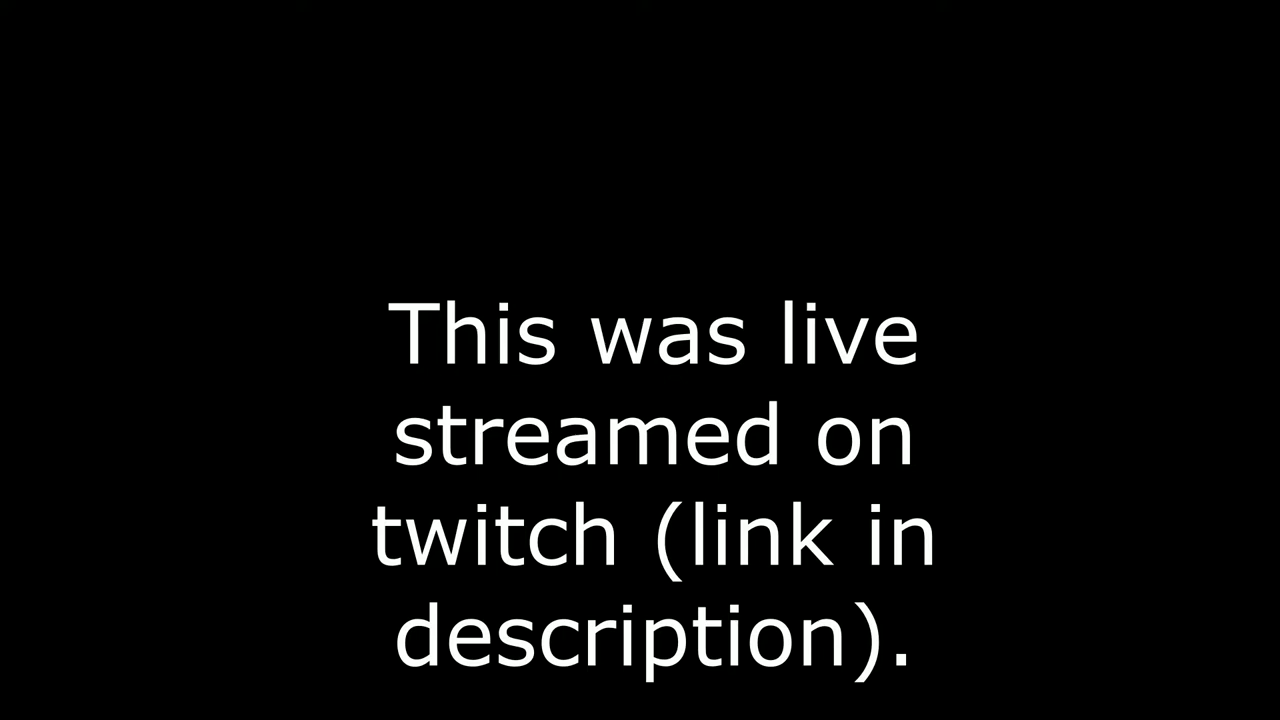 This was live
streamed on
twitch (link in
description).